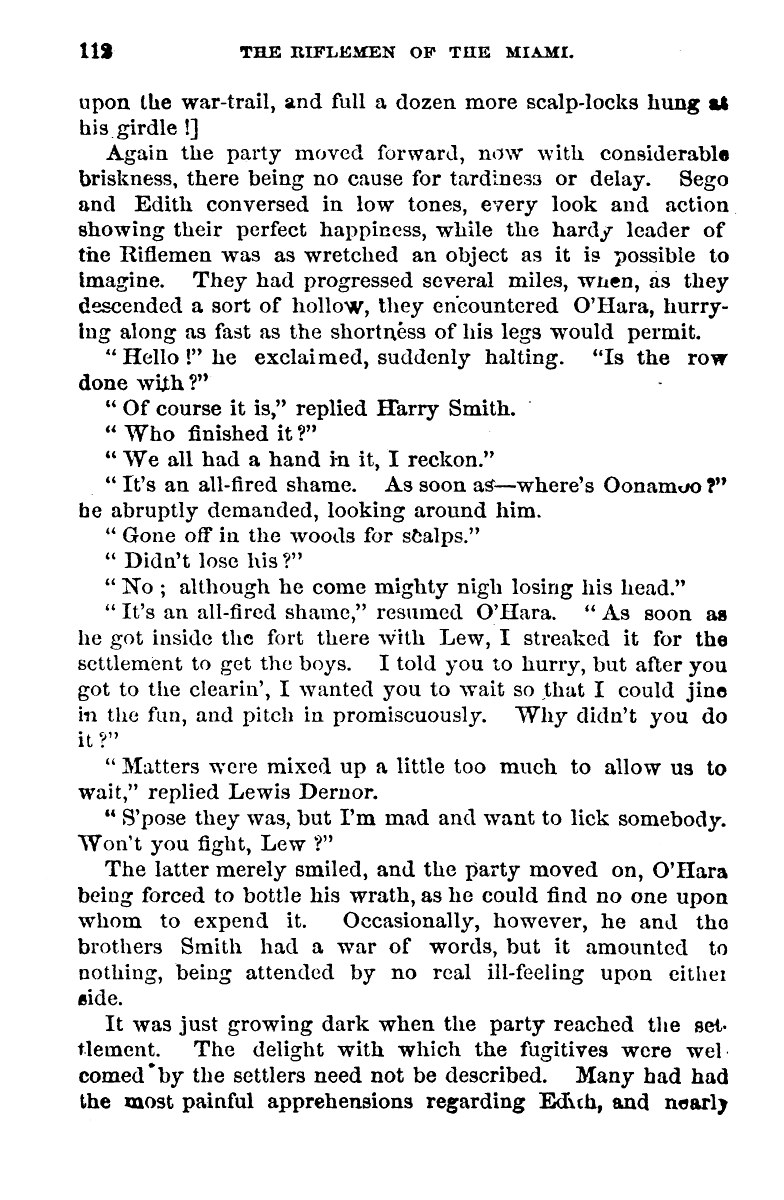 112 THE RIFLEMEN OF THE MIAMI.
upon the war-trail, and full a dozen more scalp-locks hung at
his girdle !]
Again the party moved forward, now with considerable
briskness, there being no cause for tardiness or delay. Sego
and Edith conversed in low tones, every look and action
showing their perfect happiness, while the hardy leader of
the Riflemen was as wretched an object as it is possible to
imagine. They had progressed several miles, when, as they
descended a sort of hollow, they encountered O'Hara, hurry-
ing along as fast as the shortness of his legs would permit.
"Hello!" he exclaimed, suddenly halting. "Is the row
done with?"
"Of course it is," replied Harry Smith.
"Who finished it?"
"We all had a hand in it, I reckon."
"It's an all-fired shame. As soon as—where's Oonamoo?"
he abruptly demanded, looking around him.
"Gone off in the woods for scalps."
"Didn't lose his?"
"No; although he come mighty nigh losing his head."
"It's an all-fired shame," resumed O'Hara. "As soon as
he got inside the fort there with Lew, I streaked it for the
settlement to get the boys. I told you to hurry, but after you
got to the clearin', I wanted you to wait so that I could jine
in the fun, and pitch in promiscuously. Why didn't you do
it?"
"Matters were mixed up a little too much to allow us to
wait," replied Lewis Dernor.
"S'pose they was, but I'm mad and want to lick somebody.
Won't you fight, Lew?"
The latter merely smiled, and the party moved on, O'Hara
being forced to bottle his wrath, as he could find no one upon
whom to expend it. Occasionally, however, he and the
brothers Smith had a war of words, but it amounted to
nothing, being attended by no real ill-feeling upon either
side.
It was just growing dark when the party reached the set-
tlement. The delight with which the fugitives were wel-
comed by the settlers need not be described. Many had had
the most painful apprehensions regarding Edith, and nearly